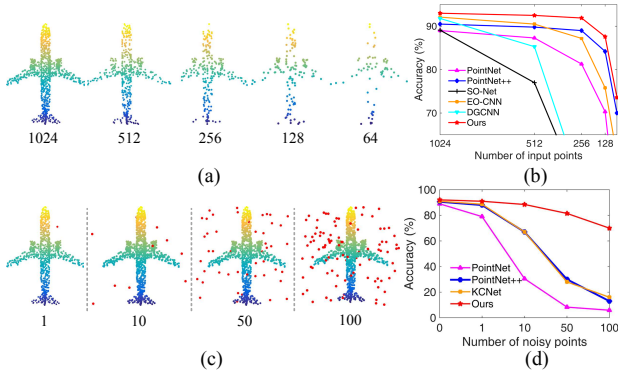 1024 512 256 128 64
(a)
Accuracy (%)
90
80
70
PointNet
PointNet++
SO-Net
EO-CNN
DGCNN
Ours
1024 512 256 128
Number of input points
(b)
1 10 50 100
(c)
Accuracy (%)
100
80
60
40
20
0
PointNet
PointNet++
KCNet
Ours
0 1 10 50 100
Number of noisy points
(d)